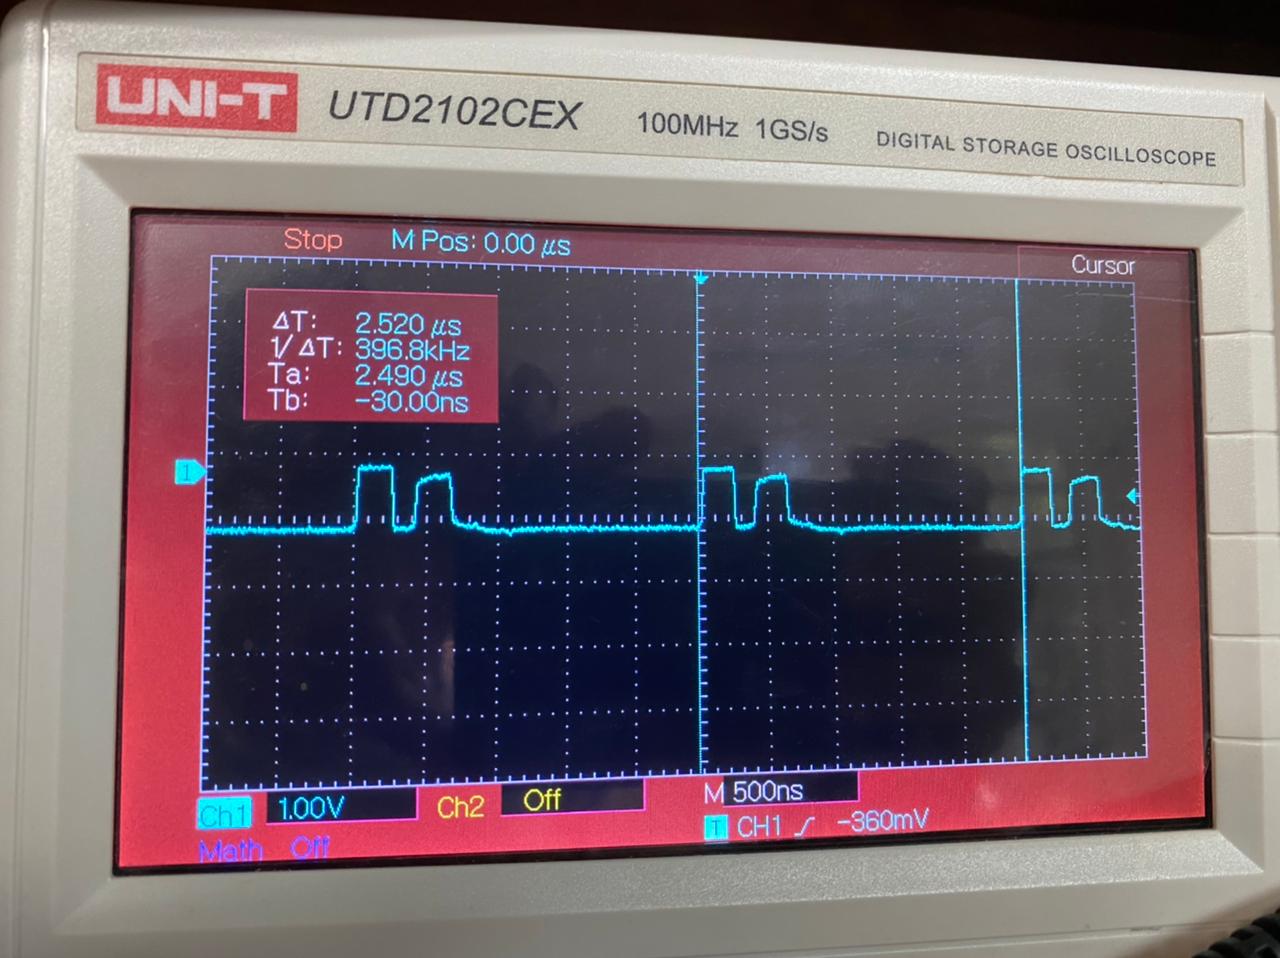 UNI-T UTD2102CEX 100MHz 1GS/s DIGITAL STORAGE OSCILLOSCOPE
Stop M Pos: 0.00 μs
Cursor
ΔT: 2.520 μs
1/ΔT: 396.8kHz
Ta: 2.490 μs
Tb: -30.00ns
1
Ch1 1.00V Ch2 Off M 500ns
T CH1 -360mV
Math Off